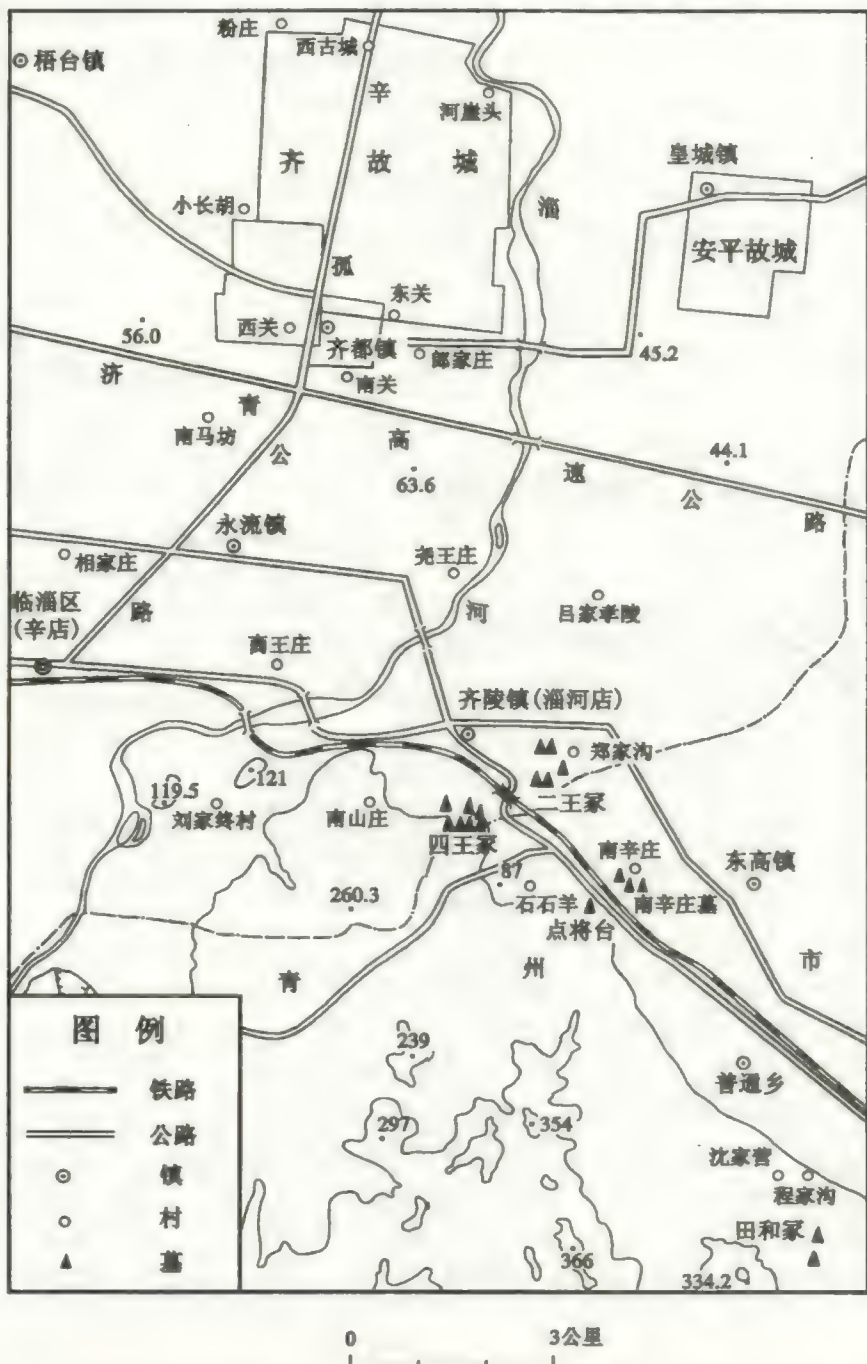 粉庄
西古城
梧台镇
辛
河崖头
齐 故 城
皇城镇
小长胡
淄
安平故城
孤
东关
56.0
西关
齐都镇
郎家庄
45.2
济
南关
青
南马坊
公
高
速
44.1
63.6
公
路
永流镇
相家庄
尧王庄
临淄区
(辛店)
路
河
吕家孝陵
商王庄
齐陵镇(淄河店)
郑家沟
119.5
121
二王冢
刘家终村
南山庄
四王冢
南辛庄
东高镇
87
260.3
石石羊
南辛庄墓
点将台
青
州
市
图 例
239
铁路
普通乡
公路
297
354
镇
沈家营
村
程家沟
田和冢
墓
366
334.2
0 3公里